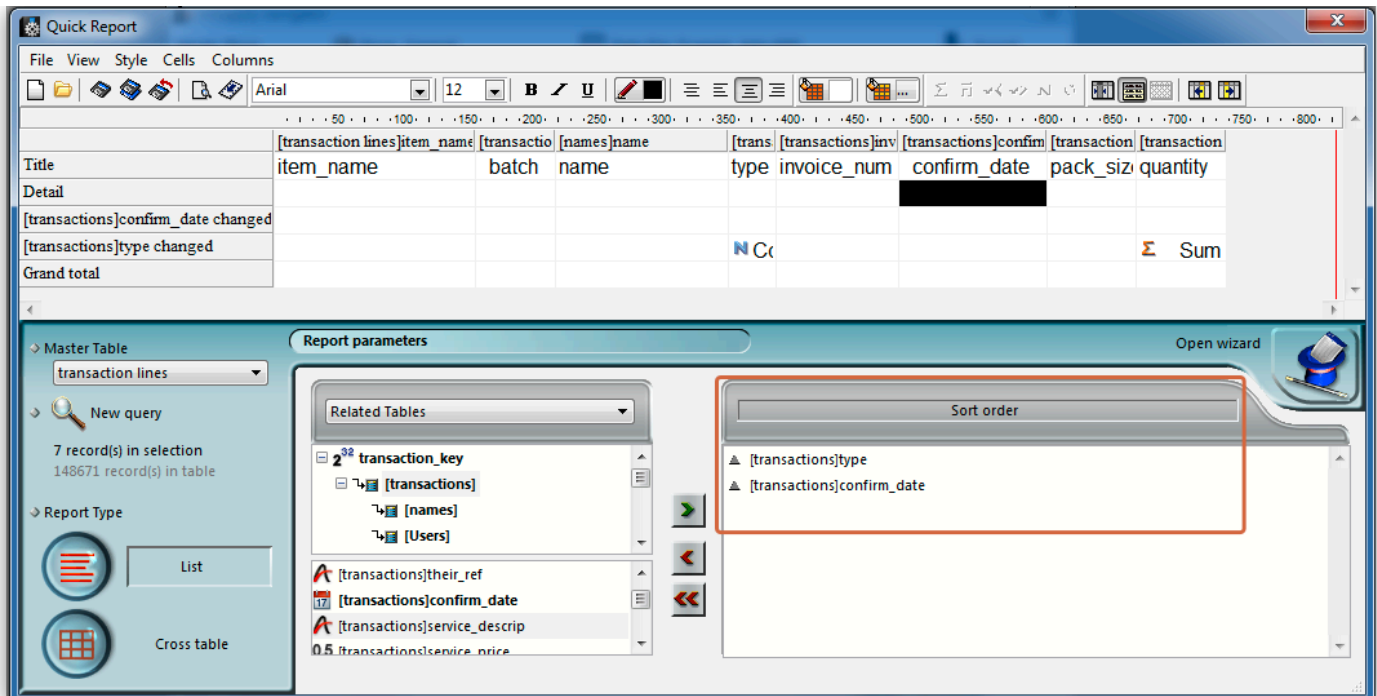 Quick Report
File View Style Cells Columns
Arial 12 B I U
50 100 150 200 250 300 350 400 450 500 550 600 650 700 750 800
[transaction lines]item_name [transactio [names]name [trans [transactions]inv [transactions]confirm [transaction [transaction
Title item_name batch name type invoice_num confirm_date pack_siz quantity
Detail
[transactions]confirm_date changed
[transactions]type changed N Co Σ Sum
Grand total
Master Table
transaction lines
New query
7 record(s) in selection
148671 record(s) in table
Report Type
List
Cross table
Report parameters
Open wizard
Related Tables
2³² transaction_key
[transactions]
[names]
[Users]
[transactions]their_ref
17 [transactions]confirm_date
[transactions]service_descrip
0.5 [transactions]service_price
Sort order
[transactions]type
[transactions]confirm_date